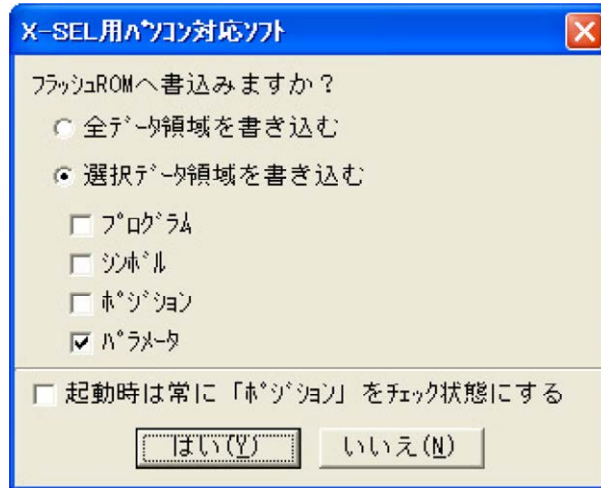 X-SEL用ﾊﾟｿｺﾝ対応ｿﾌﾄ
ﾌﾗｯｼｭROMへ書込みますか？
全ﾃﾞｰﾀ領域を書き込む
選択ﾃﾞｰﾀ領域を書き込む
ﾌﾟﾛｸﾞﾗﾑ
ｼﾝﾎﾞﾙ
ﾎﾟｼﾞｼｮﾝ
ﾊﾟﾗﾒｰﾀ
起動時は常に「ﾎﾟｼﾞｼｮﾝ」をﾁｪｯｸ状態にする
はい(Y)
いいえ(N)